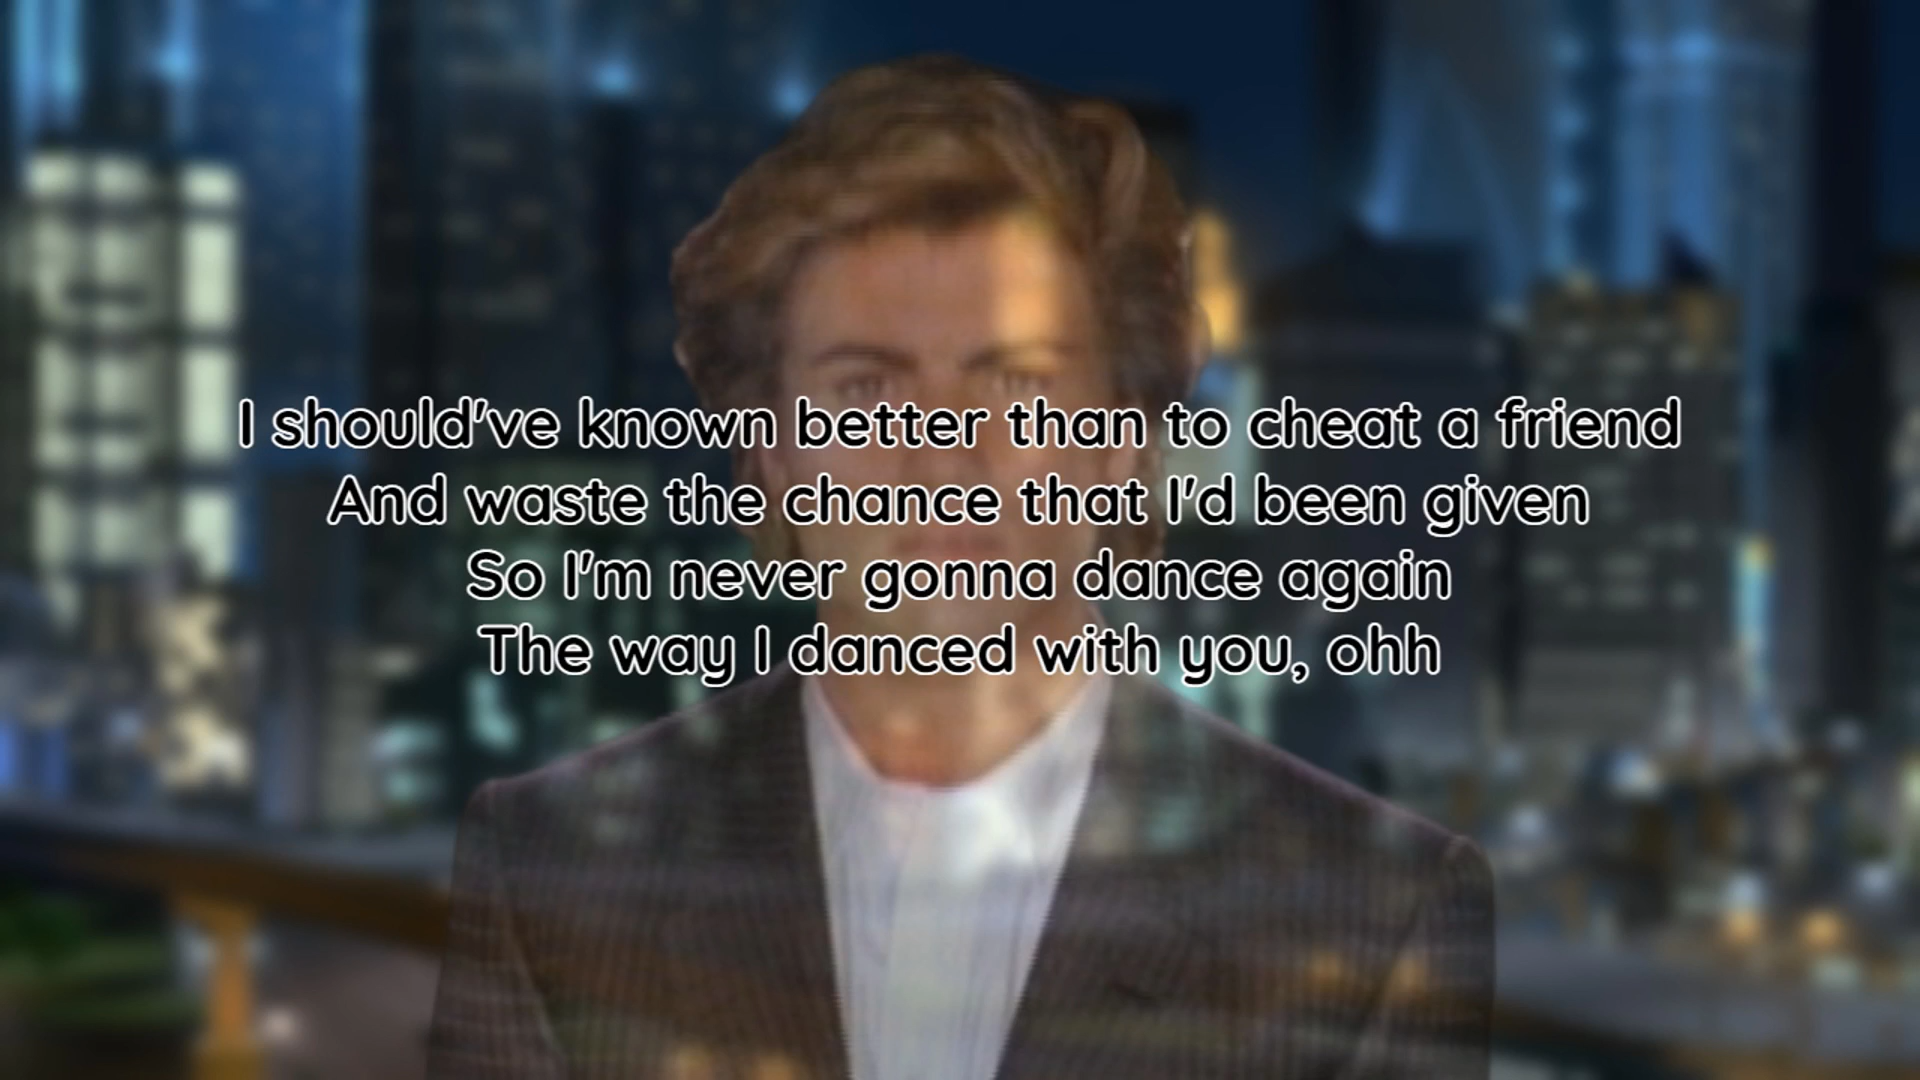 I should've known better than to cheat a friend
And waste the chance that I'd been given
So I'm never gonna dance again
The way I danced with you, ohh